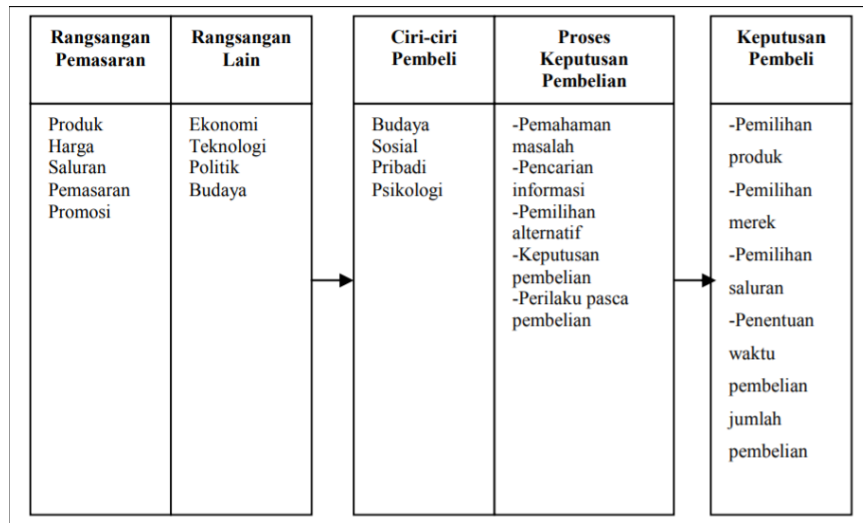 Rangsangan
Pemasaran
Rangsangan
Lain
Ciri-ciri
Pembeli
Proses
Keputusan
Pembelian
Keputusan
Pembeli
Produk
Harga
Saluran
Pemasaran
Promosi
Ekonomi
Teknologi
Politik
Budaya
Budaya
Sosial
Pribadi
Psikologi
-Pemahaman
masalah
-Pencarian
informasi
-Pemilihan
alternatif
-Keputusan
pembelian
-Perilaku pasca
pembelian
-Pemilihan
produk
-Pemilihan
merek
-Pemilihan
saluran
-Penentuan
waktu
pembelian
jumlah
pembelian